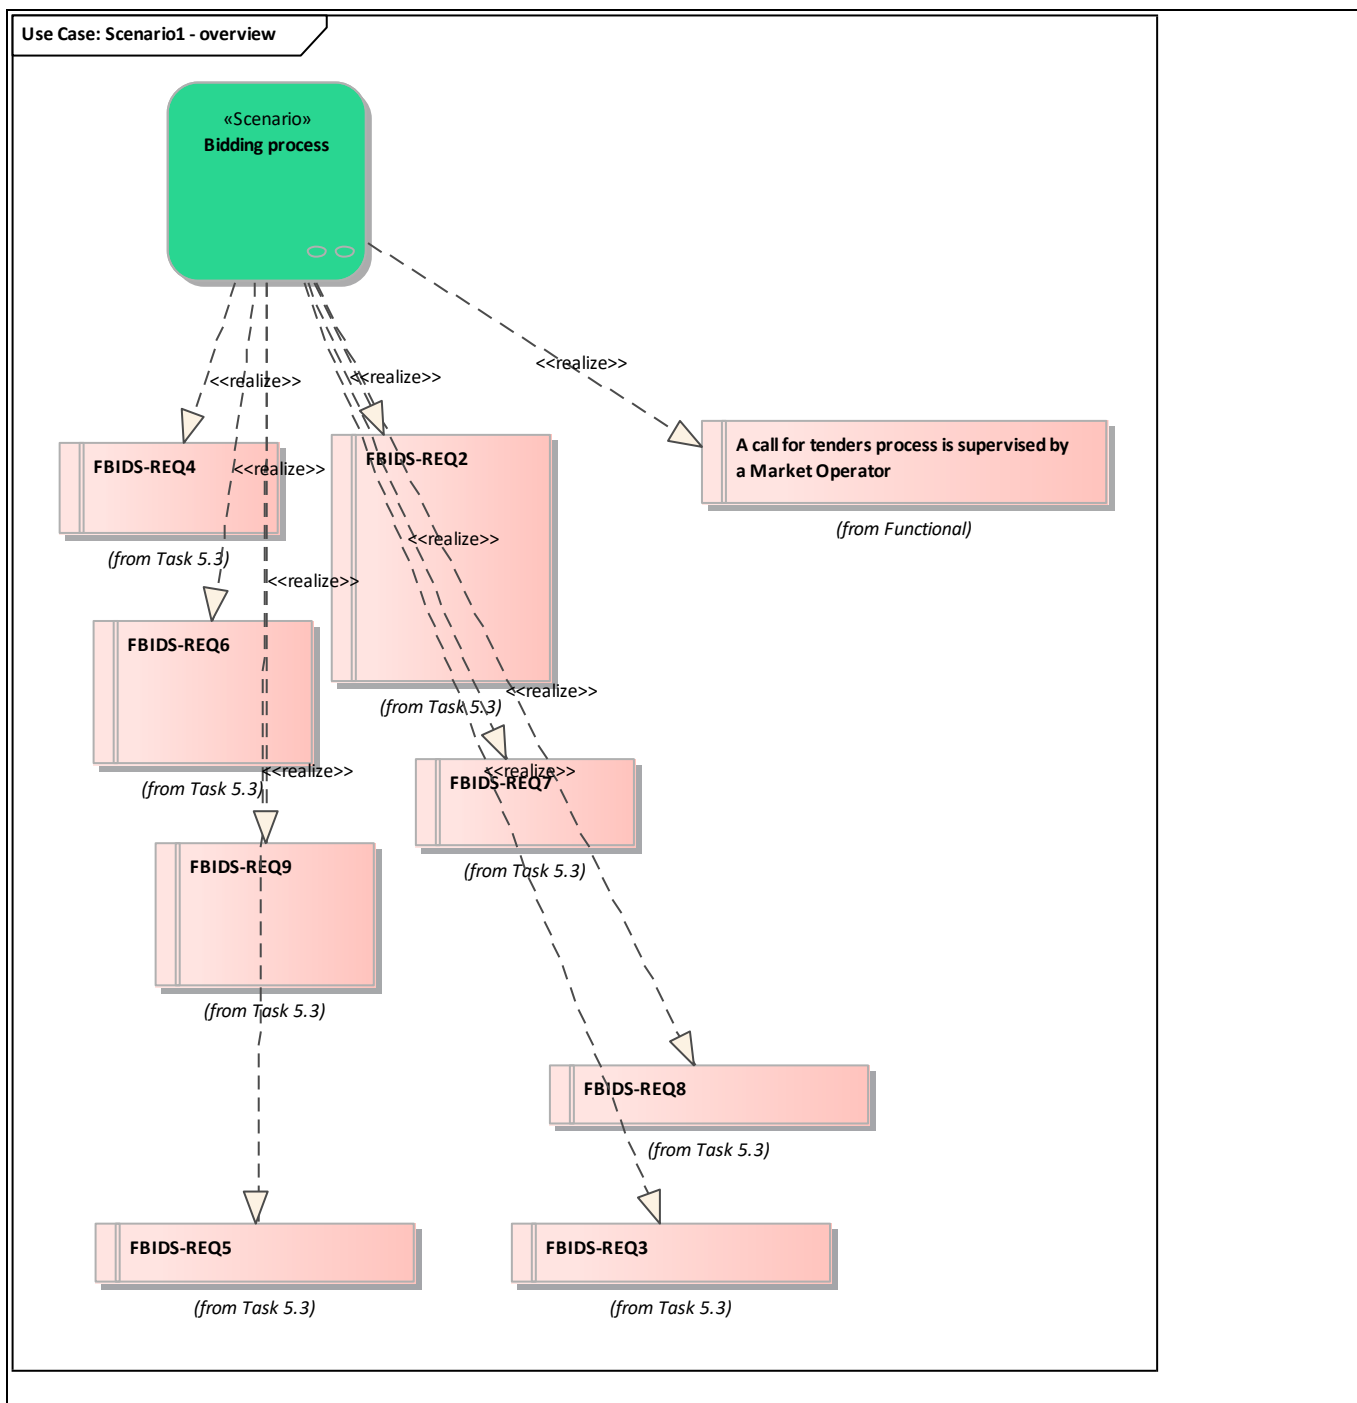 Use Case: Scenario1 - overview
«Scenario»
Bidding process
<<realize>>
<<realize>>
<<realize>>
A call for tenders process is supervised by
a Market Operator
(from Functional)
FBIDS-REQ4
<<realize>>
(from Task 5.3)
FBIDS-REQ2
<<realize>>
(from Task 5.3)
<<realize>>
FBIDS-REQ6
(from Task 5.3)
<<realize>>
<<realize>>
FBIDS-REQ7
<<realize>>
(from Task 5.3)
FBIDS-REQ9
(from Task 5.3)
FBIDS-REQ8
(from Task 5.3)
FBIDS-REQ5
(from Task 5.3)
FBIDS-REQ3
(from Task 5.3)